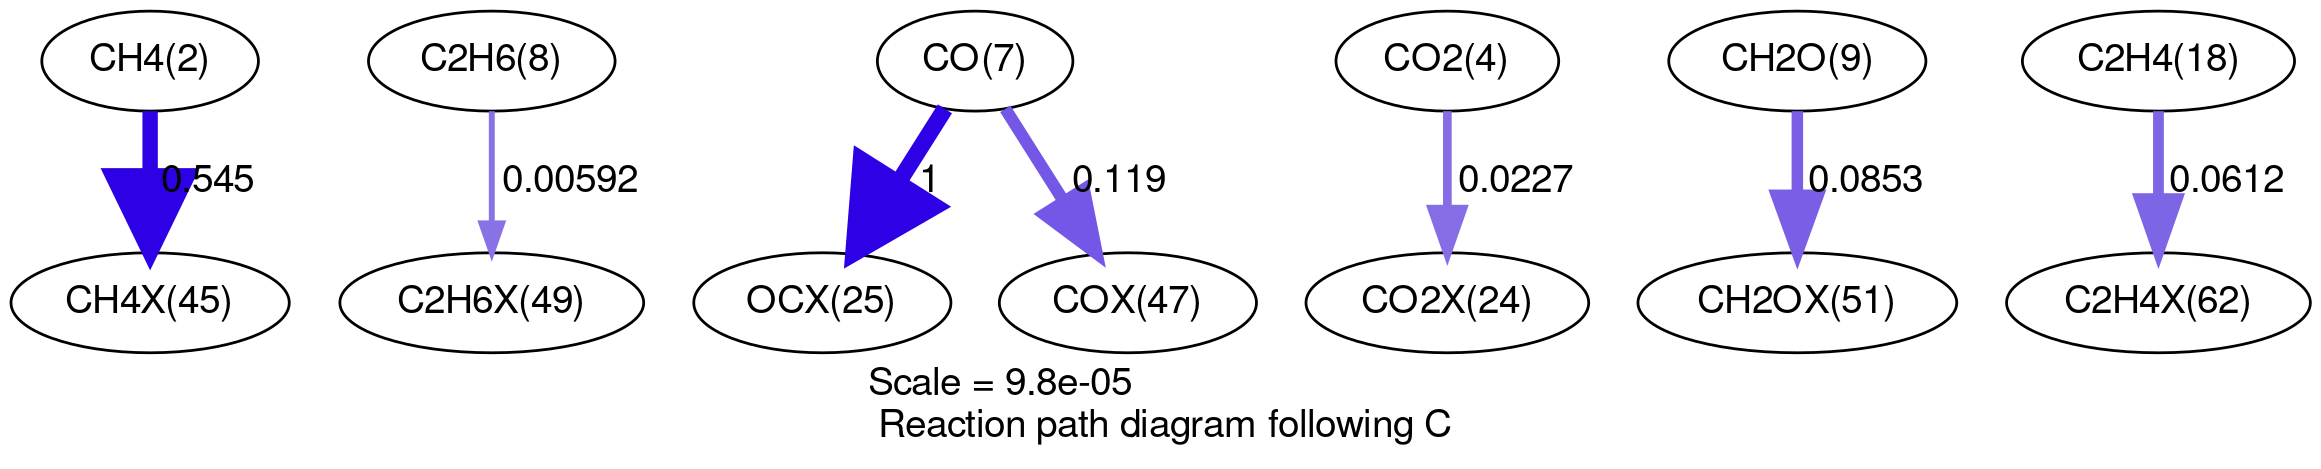 CH4(2)
C2H6(8)
CO(7)
CO2(4)
CH2O(9)
C2H4(18)
0.545
0.00592
1
0.119
0.0227
0.0853
0.0612
CH4X(45)
C2H6X(49)
OCX(25)
COX(47)
CO2X(24)
CH2OX(51)
C2H4X(62)
Scale = 9.8e-05
Reaction path diagram following C